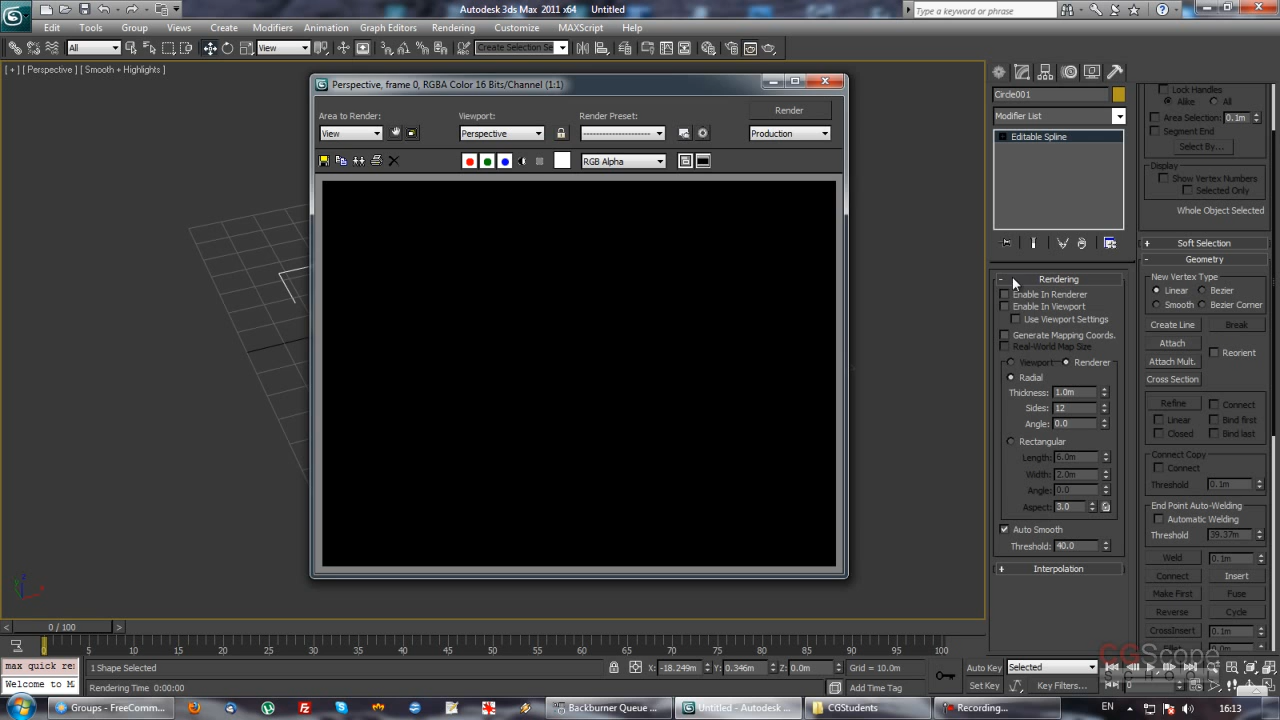 Autodesk 3ds Max 2011 x64 Untitled
Type a keyword or phrase
Edit Tools Group Views Create Modifiers Animation Graph Editors Rendering Customize MAXScript Help
All View Create Selection Se
[ + ] [ Perspective ] [ Smooth + Highlights ]
Perspective, frame 0, RGBA Color 16 Bits/Channel (1:1)
Area to Render: Viewport: Render Preset: Render
View Perspective -------------------- Production
RGB Alpha
Circle001
Modifier List
Editable Spline
Rendering
Enable In Renderer
Enable In Viewport
Use Viewport Settings
Generate Mapping Coords.
Real-World Map Size
Viewport Renderer
Radial
Thickness: 1.0m
Sides: 12
Angle: 0.0
Rectangular
Length: 6.0m
Width: 2.0m
Angle: 0.0
Aspect: 3.0
Auto Smooth
Threshold: 40.0
Interpolation
Lock Handles
Alike All
Area Selection: 0.1m
Segment End
Select By...
Display
Show Vertex Numbers
Selected Only
Whole Object Selected
Soft Selection
Geometry
New Vertex Type
Linear Bezier
Smooth Bezier Corner
Create Line Break
Attach
Reorient
Attach Mult.
Cross Section
Refine Connect
Linear Bind first
Closed Bind last
Connect Copy
Connect
Threshold 0.1m
End Point Auto-Welding
Automatic Welding
Threshold 39.37m
Weld 0.1m
Connect Insert
Make First Fuse
Reverse Cycle
CrossInsert 0.1m
CGScope
school
0 / 100
0 5 10 15 20 25 30 35 40 45 50 55 60 65 70 75 80 85 90 95 100
max quick re: 1 Shape Selected X: -18.249m Y: 0.346m Z: 0.0m Grid = 10.0m Auto Key Selected
Welcome to M Rendering Time 0:00:00 Add Time Tag Set Key Key Filters... 0
Groups - FreeComm... Backburner Queue ... Untitled - Autodesk ... CGStudents Recording... EN 16:13